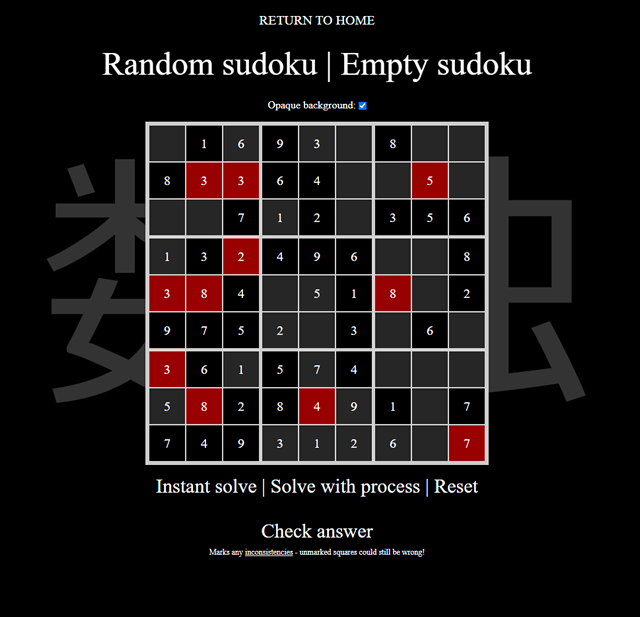 RETURN TO HOME
Random sudoku | Empty sudoku
Opaque background:
1 6 9 3 8
8 3 3 6 4 5
7 1 2 3 5 6
1 3 2 4 9 6 8
3 8 4 5 1 8 2
9 7 5 2 3 6
3 6 1 5 7 4
5 8 2 8 4 9 1 7
7 4 9 3 1 2 6 7
Instant solve | Solve with process | Reset
Check answer
Marks any inconsistencies - unmarked squares could still be wrong!